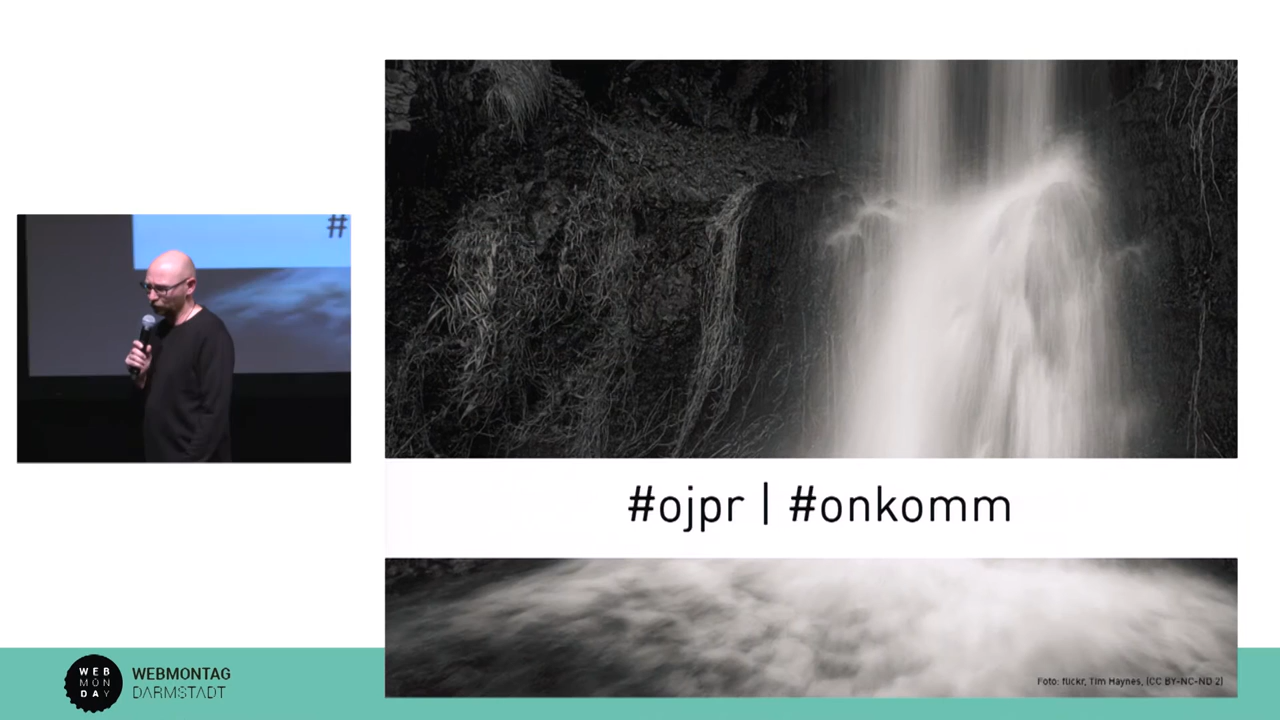 #
#ojpr | #onkomm
Foto: flickr, Tim Haynes, (CC BY-NC-ND 2)
WEB
MON
DAY
WEBMONTAG
DARMSTADT